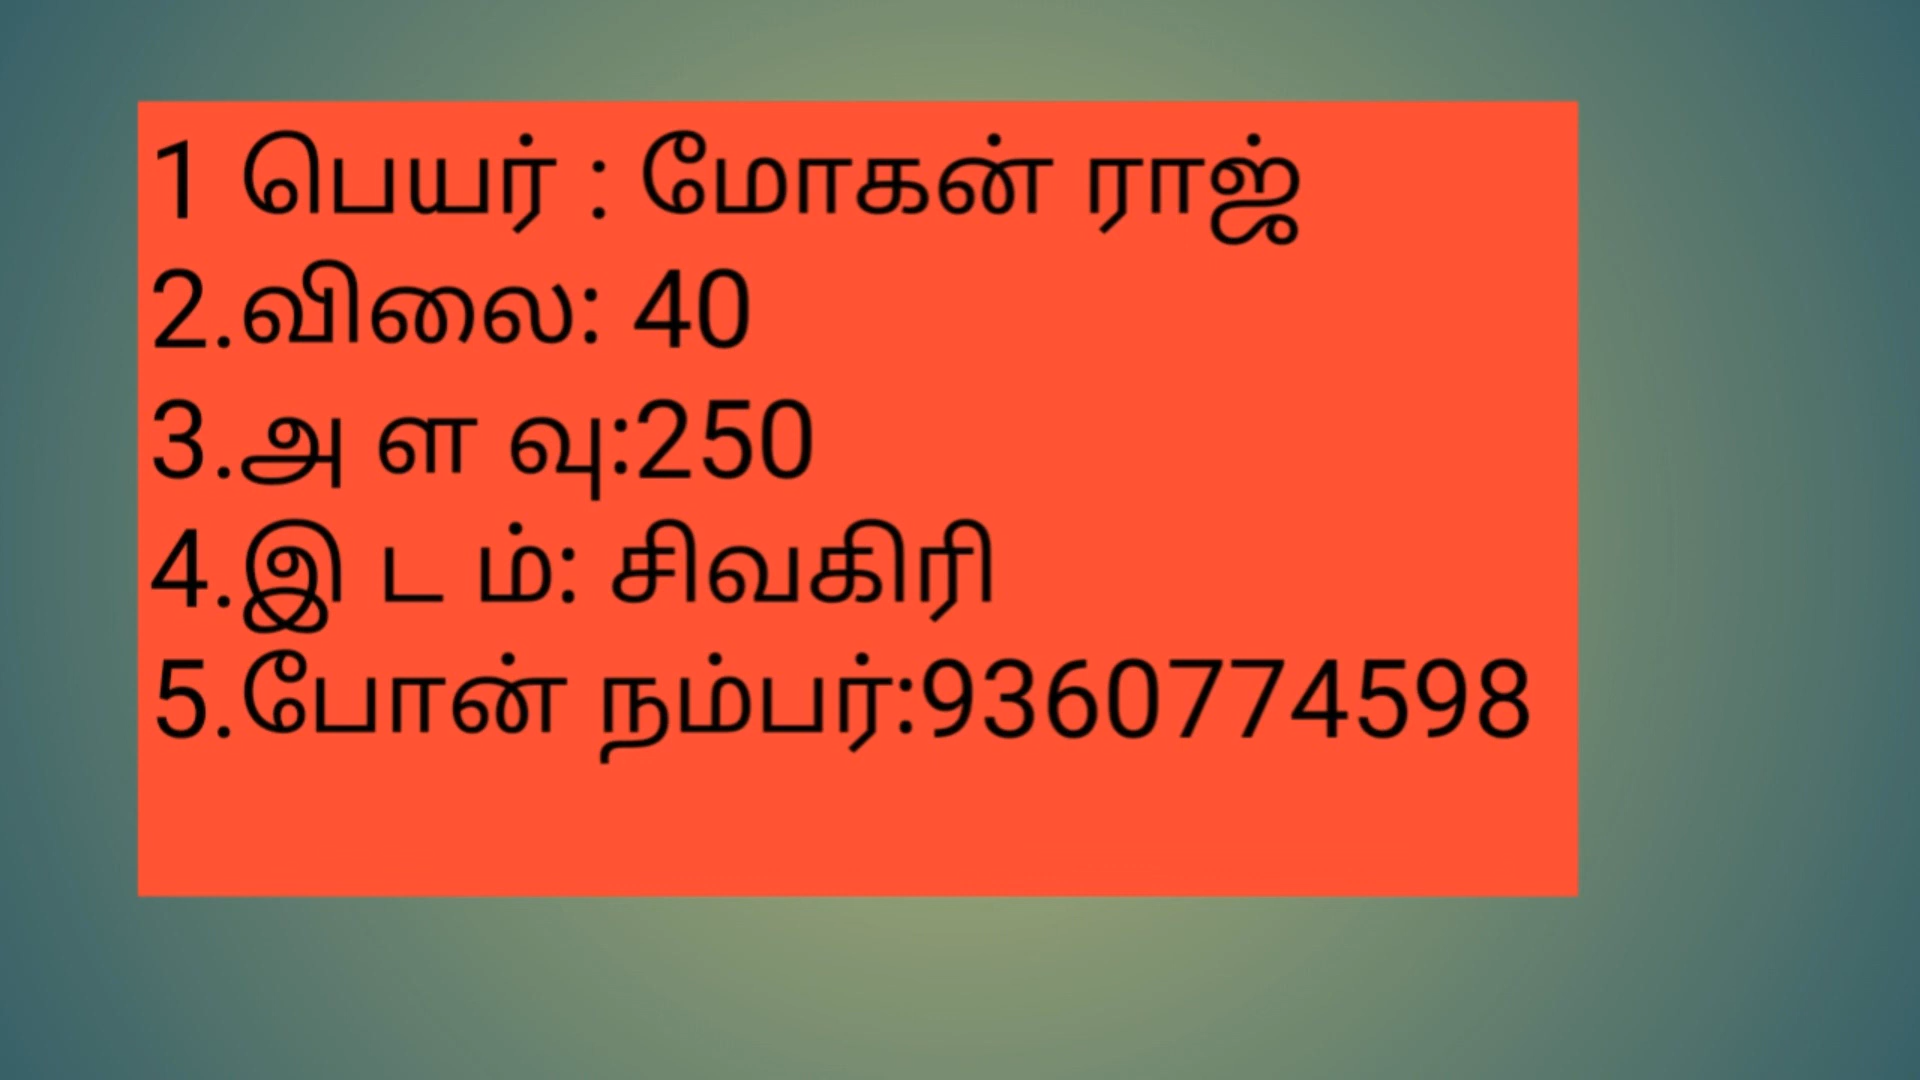 1 பெயர் : மோகன் ராஜ்
2.விலை: 40
3.அ ள வு:250
4.இ ட ம்: சிவகிரி
5.போன் நம்பர்:9360774598